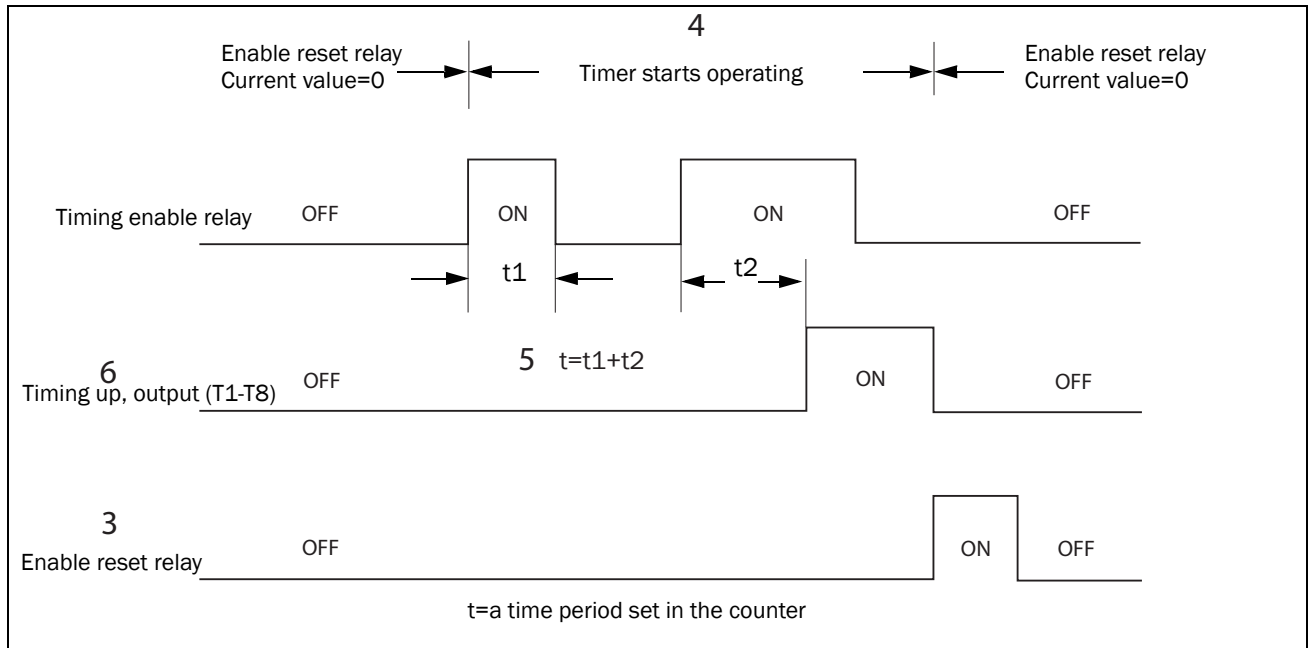 4
Enable reset relay
Current value=0
Timer starts operating
Enable reset relay
Current value=0
Timing enable relay
OFF
ON
ON
OFF
t1
t2
5 t=t1+t2
6
Timing up, output (T1-T8)
OFF
ON
OFF
3
Enable reset relay
OFF
ON
OFF
t=a time period set in the counter